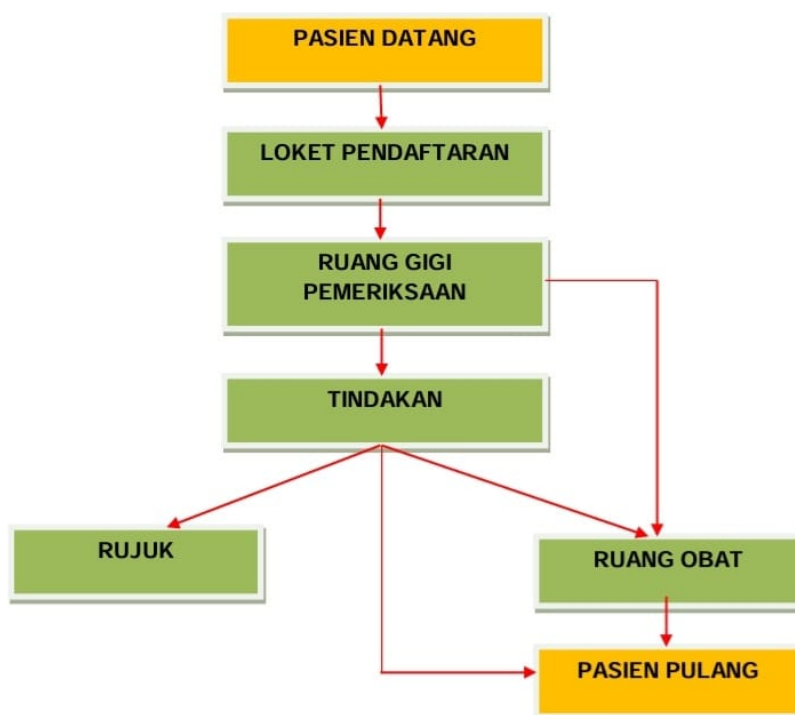 PASIEN DATANG
LOKET PENDAFTARAN
RUANG GIGI
PEMERIKSAAN
TINDAKAN
RUJUK
RUANG OBAT
PASIEN PULANG